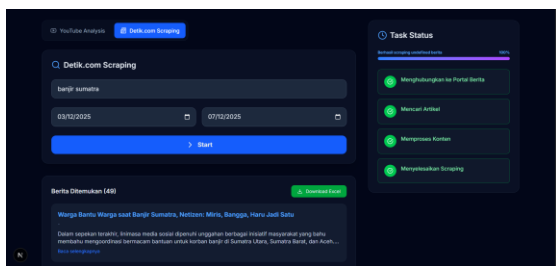 YouTube Analysis
Detik.com Scraping
Detik.com Scraping
banjir sumatra
03/12/2025
07/12/2025
> Start
Berita Ditemukan (49)
Download Excel
Warga Bantu Warga saat Banjir Sumatra, Netizen: Miris, Bangga, Haru Jadi Satu
Dalam sepekan terakhir, linimasa media sosial dipenuhi unggahan berbagai inisiatif masyarakat yang bahu
membahu mengoordinasi bermacam bantuan untuk korban banjir di Sumatra Utara, Sumatra Barat, dan Aceh....
Baca selengkapnya
N
Task Status
Berhasil scraping undefined berita
100%
Menghubungkan ke Portal Berita
Mencari Artikel
Memproses Konten
Menyelesaikan Scraping